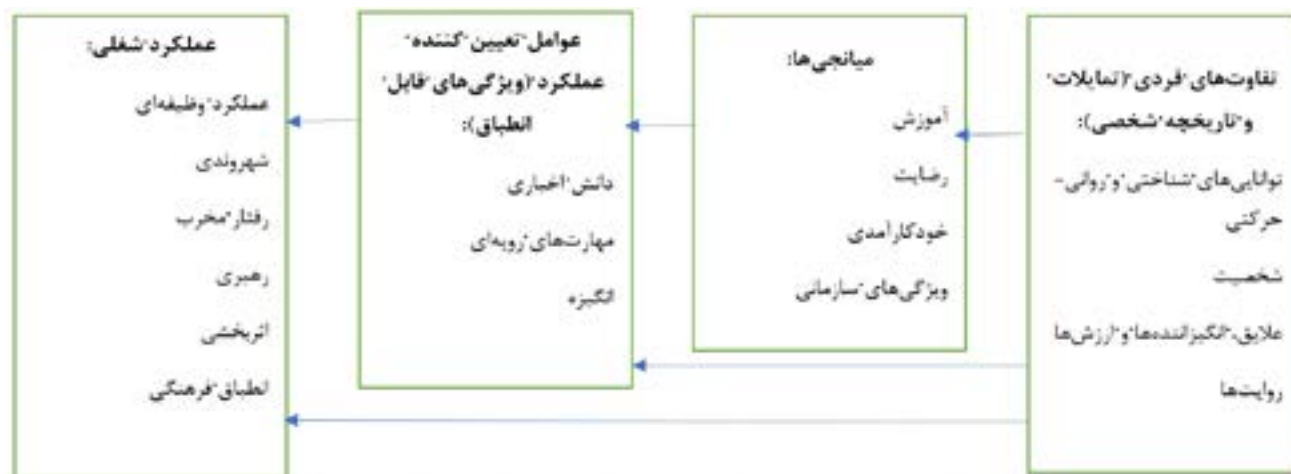 تفاوت‌های فردی (تمایلات
و تاریخچه شخصی):
توانایی‌های شناختی و روانی-
حرکتی
شخصیت
علایق، انگیزاننده‌ها و ارزش‌ها
روایت‌ها
میانجی‌ها:
آموزش
رضایت
خودکارآمدی
ویژگی‌های سازمانی
عوامل تعیین کننده
عملکرد (ویژگی‌های قابل
انطباق):
دانش اخباری
مهارت‌های رویه‌ای
انگیزه
عملکرد شغلی:
عملکرد وظیفه‌ای
شهروندی
رفتار مخرب
رهبری
اثربخشی
انطباق فرهنگی